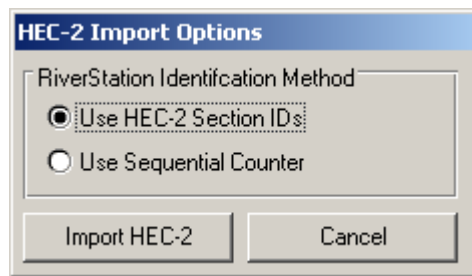 HEC-2 Import Options
RiverStation Identifcation Method
Use HEC-2 Section IDs
Use Sequential Counter
Import HEC-2
Cancel